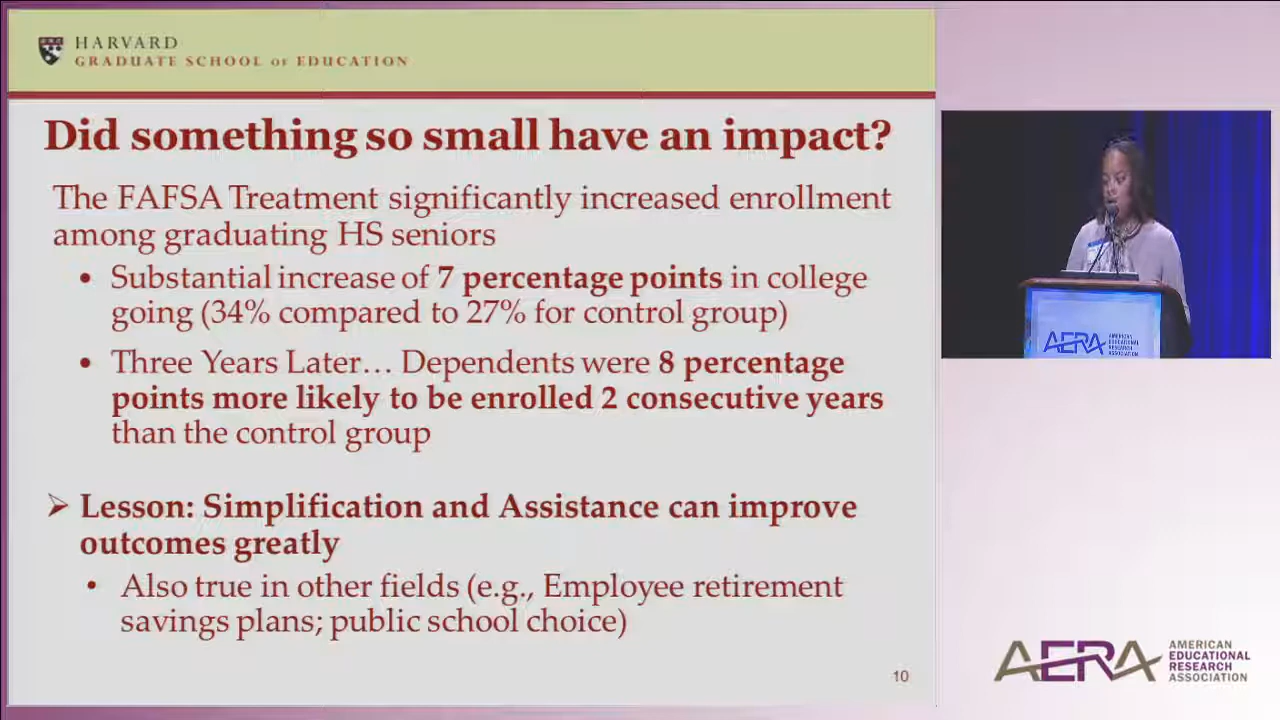 HARVARD
GRADUATE SCHOOL OF EDUCATION
Did something so small have an impact?
The FAFSA Treatment significantly increased enrollment
among graduating HS seniors
• Substantial increase of 7 percentage points in college
going (34% compared to 27% for control group)
• Three Years Later… Dependents were 8 percentage
points more likely to be enrolled 2 consecutive years
than the control group
➢ Lesson: Simplification and Assistance can improve
outcomes greatly
• Also true in other fields (e.g., Employee retirement
savings plans; public school choice)
10
AERA
AMERICAN
EDUCATIONAL
RESEARCH
ASSOCIATION
AERA
AMERICAN
EDUCATIONAL
RESEARCH
ASSOCIATION